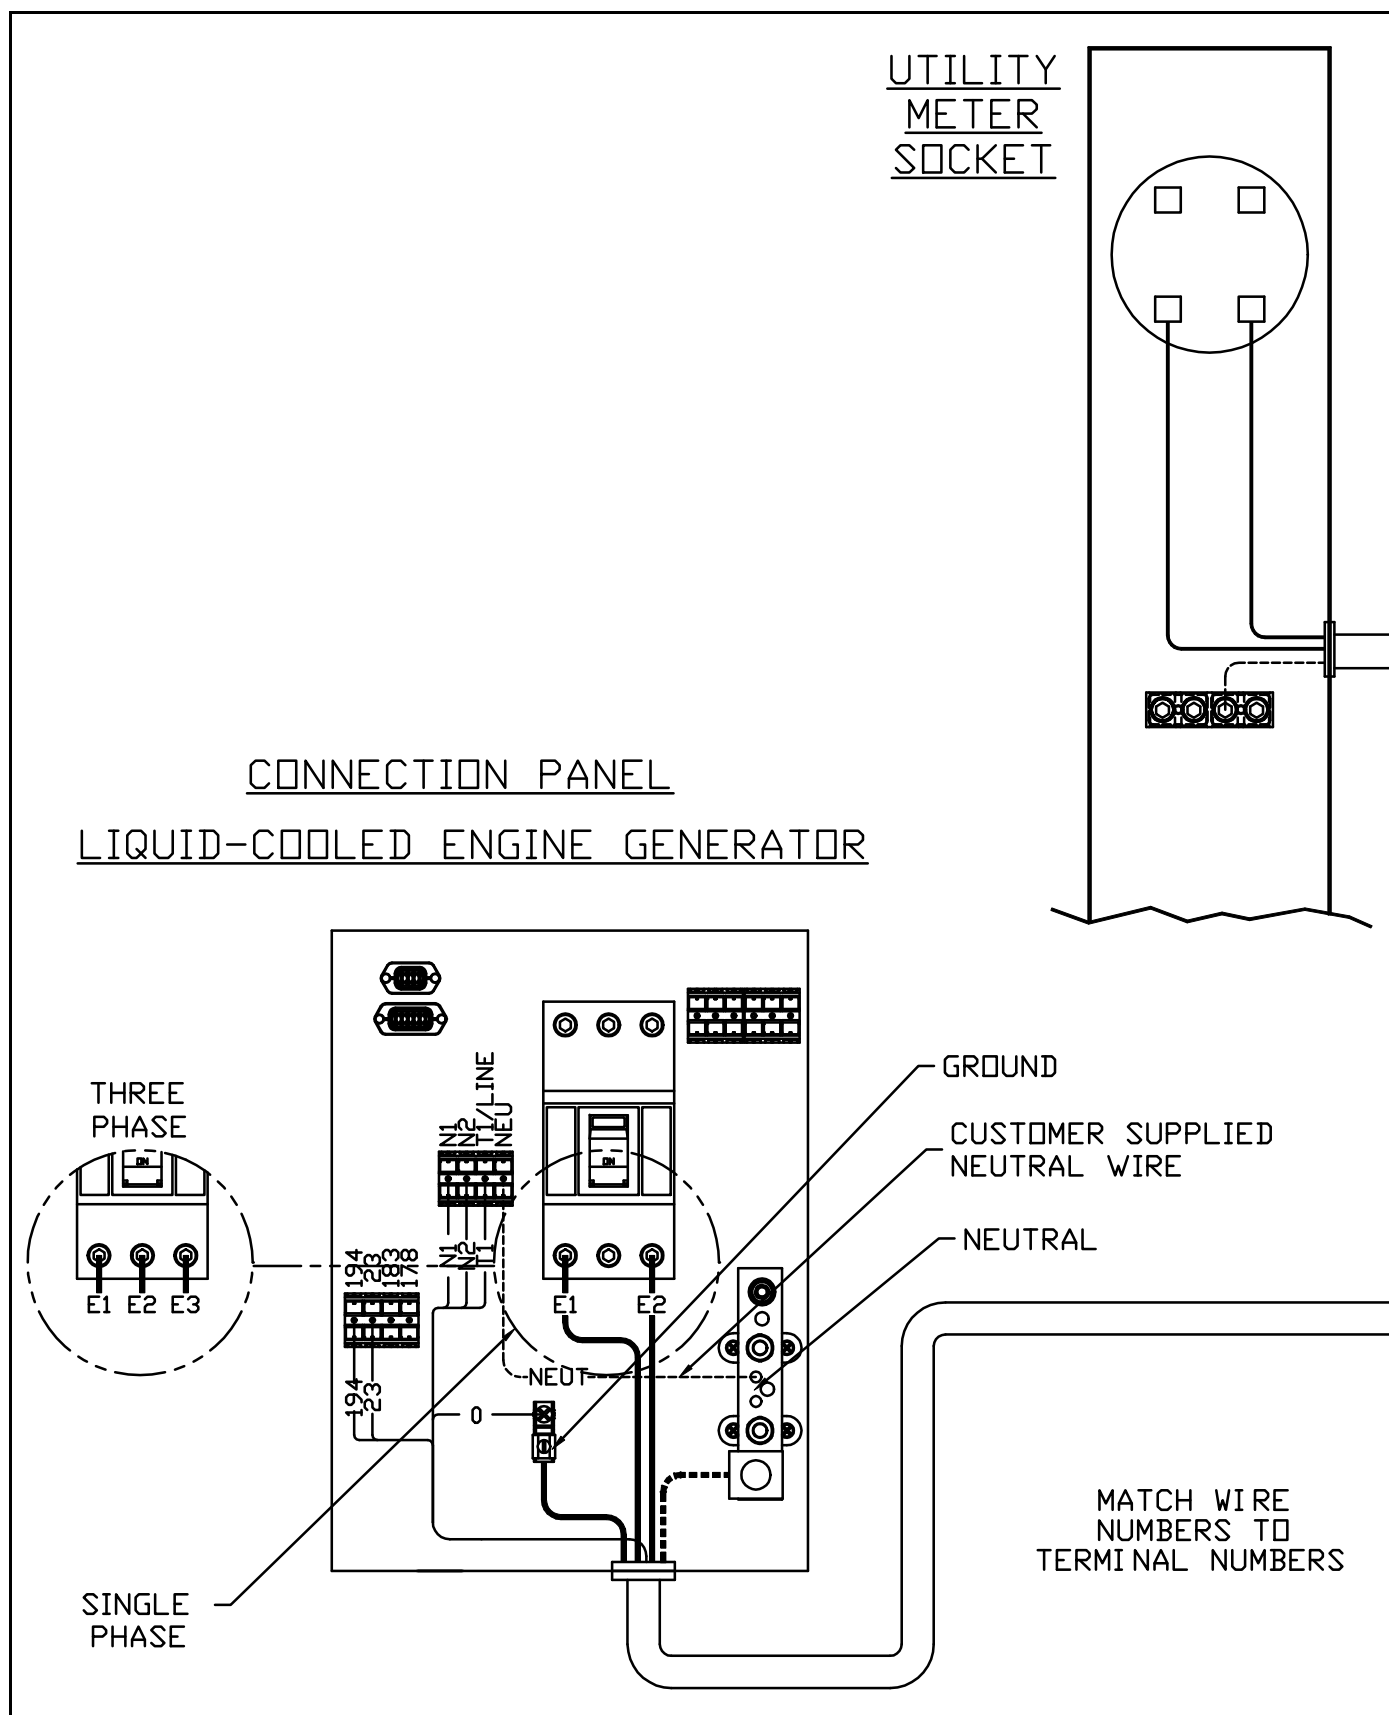 UTILITY
METER
SOCKET
CONNECTION PANEL
LIQUID-COOLED ENGINE GENERATOR
THREE
PHASE
ON
E1 E2 E3
N1
N2
T1/LINE
NEU
ON
GROUND
CUSTOMER SUPPLIED
NEUTRAL WIRE
NEUTRAL
194
23
183
178
N1
N2
T1
E1
E2
NEUT
194
23
0
SINGLE
PHASE
MATCH WIRE
NUMBERS TO
TERMINAL NUMBERS